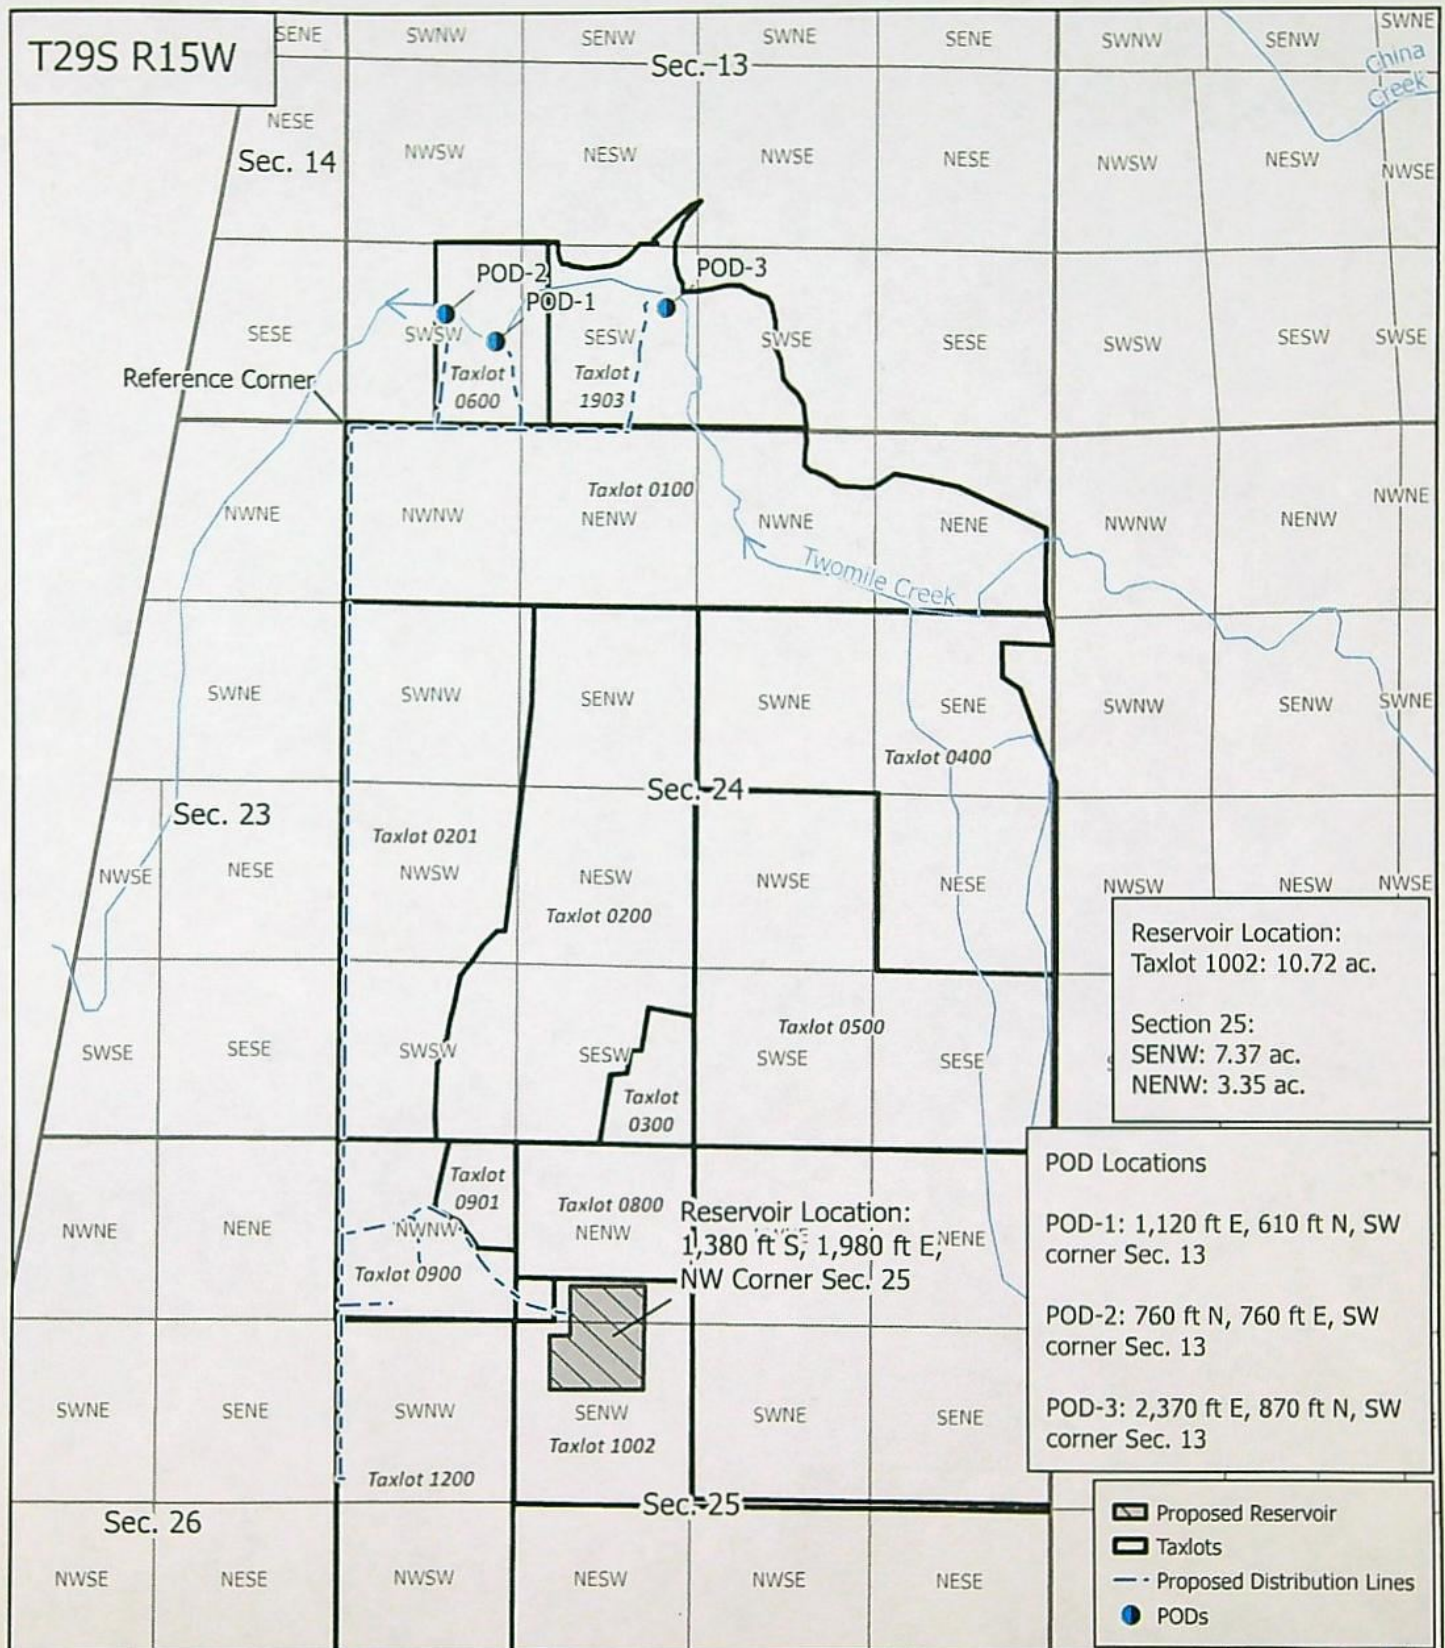 T29S R15W
SENE
SWNW
SENW
SWNE
SENE
SWNW
SENW
SWNE
Sec. 13
China
Creek
NESE
Sec. 14
NWSW
NESW
NWSE
NESE
NWSW
NESW
NWSE
POD-2
POD-3
POD-1
SESE
SWSW
SESW
SWSE
SESE
SWSW
SESW
SWSE
Reference Corner
Taxlot
0600
Taxlot
1903
Taxlot 0100
NWNE
NWNW
NENW
NWNE
NENE
NWNW
NENW
NWNE
Twomile Creek
SWNE
SWNW
SENW
SWNE
SENE
SWNW
SENW
SWNE
Taxlot 0400
Sec. 24
Sec. 23
Taxlot 0201
NWSE
NESE
NWSW
NESW
NWSE
NESE
NWSW
NESW
NWSE
Taxlot 0200
Reservoir Location:
Taxlot 1002: 10.72 ac.
Section 25:
SENW: 7.37 ac.
NENW: 3.35 ac.
Taxlot 0500
SWSE
SESE
SWSW
SESW
SWSE
SESE
Taxlot
0300
POD Locations
POD-1: 1,120 ft E, 610 ft N, SW
corner Sec. 13
POD-2: 760 ft N, 760 ft E, SW
corner Sec. 13
POD-3: 2,370 ft E, 870 ft N, SW
corner Sec. 13
Taxlot
0901
Taxlot 0800
NWNE
NENE
NWNW
NENW
NENE
Reservoir Location:
1,380 ft S, 1,980 ft E,
NW Corner Sec. 25
Taxlot 0900
SWNE
SENE
SWNW
SENW
SWNE
SENE
Taxlot 1002
Taxlot 1200
Sec. 25
Sec. 26
NWSE
NESE
NWSW
NESW
NWSE
NESE
Proposed Reservoir
Taxlots
Proposed Distribution Lines
PODs